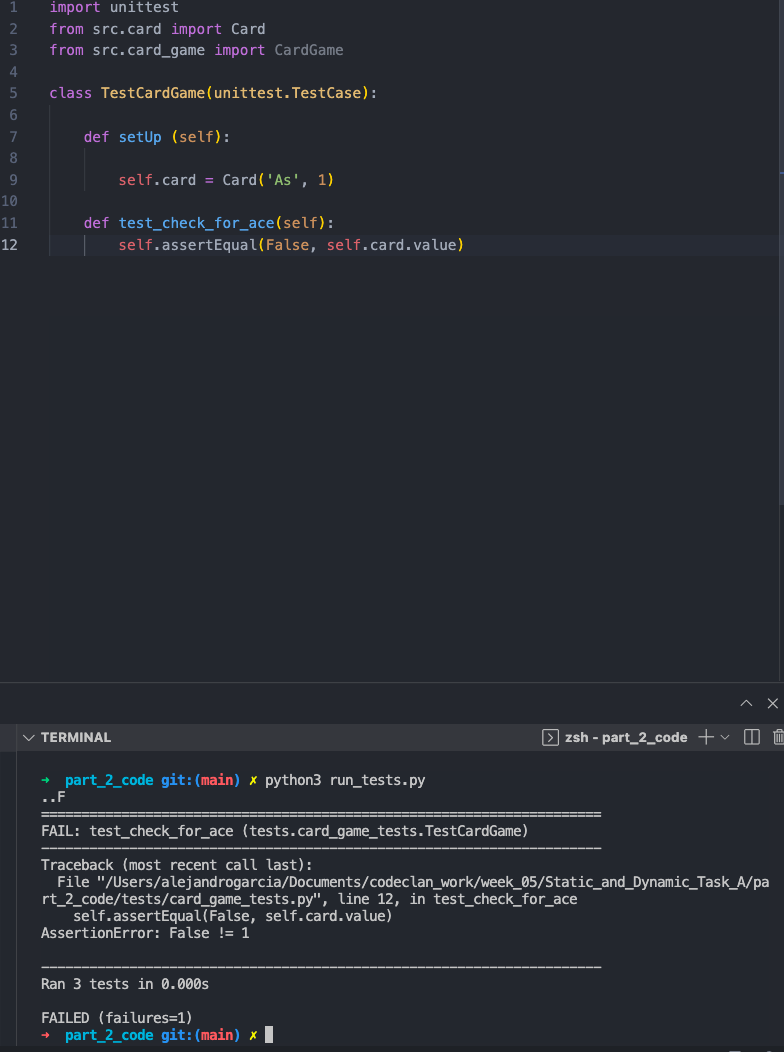 1 import unittest
2 from src.card import Card
3 from src.card_game import CardGame
4
5 class TestCardGame(unittest.TestCase):
6
7 def setUp (self):
8
9 self.card = Card('As', 1)
10
11 def test_check_for_ace(self):
12 self.assertEqual(False, self.card.value)
TERMINAL zsh - part_2_code
→ part_2_code git:(main) ✗ python3 run_tests.py
..F
======================================================================
FAIL: test_check_for_ace (tests.card_game_tests.TestCardGame)
----------------------------------------------------------------------
Traceback (most recent call last):
File "/Users/alejandrogarcia/Documents/codeclan_work/week_05/Static_and_Dynamic_Task_A/pa
rt_2_code/tests/card_game_tests.py", line 12, in test_check_for_ace
self.assertEqual(False, self.card.value)
AssertionError: False != 1
----------------------------------------------------------------------
Ran 3 tests in 0.000s
FAILED (failures=1)
→ part_2_code git:(main) ✗